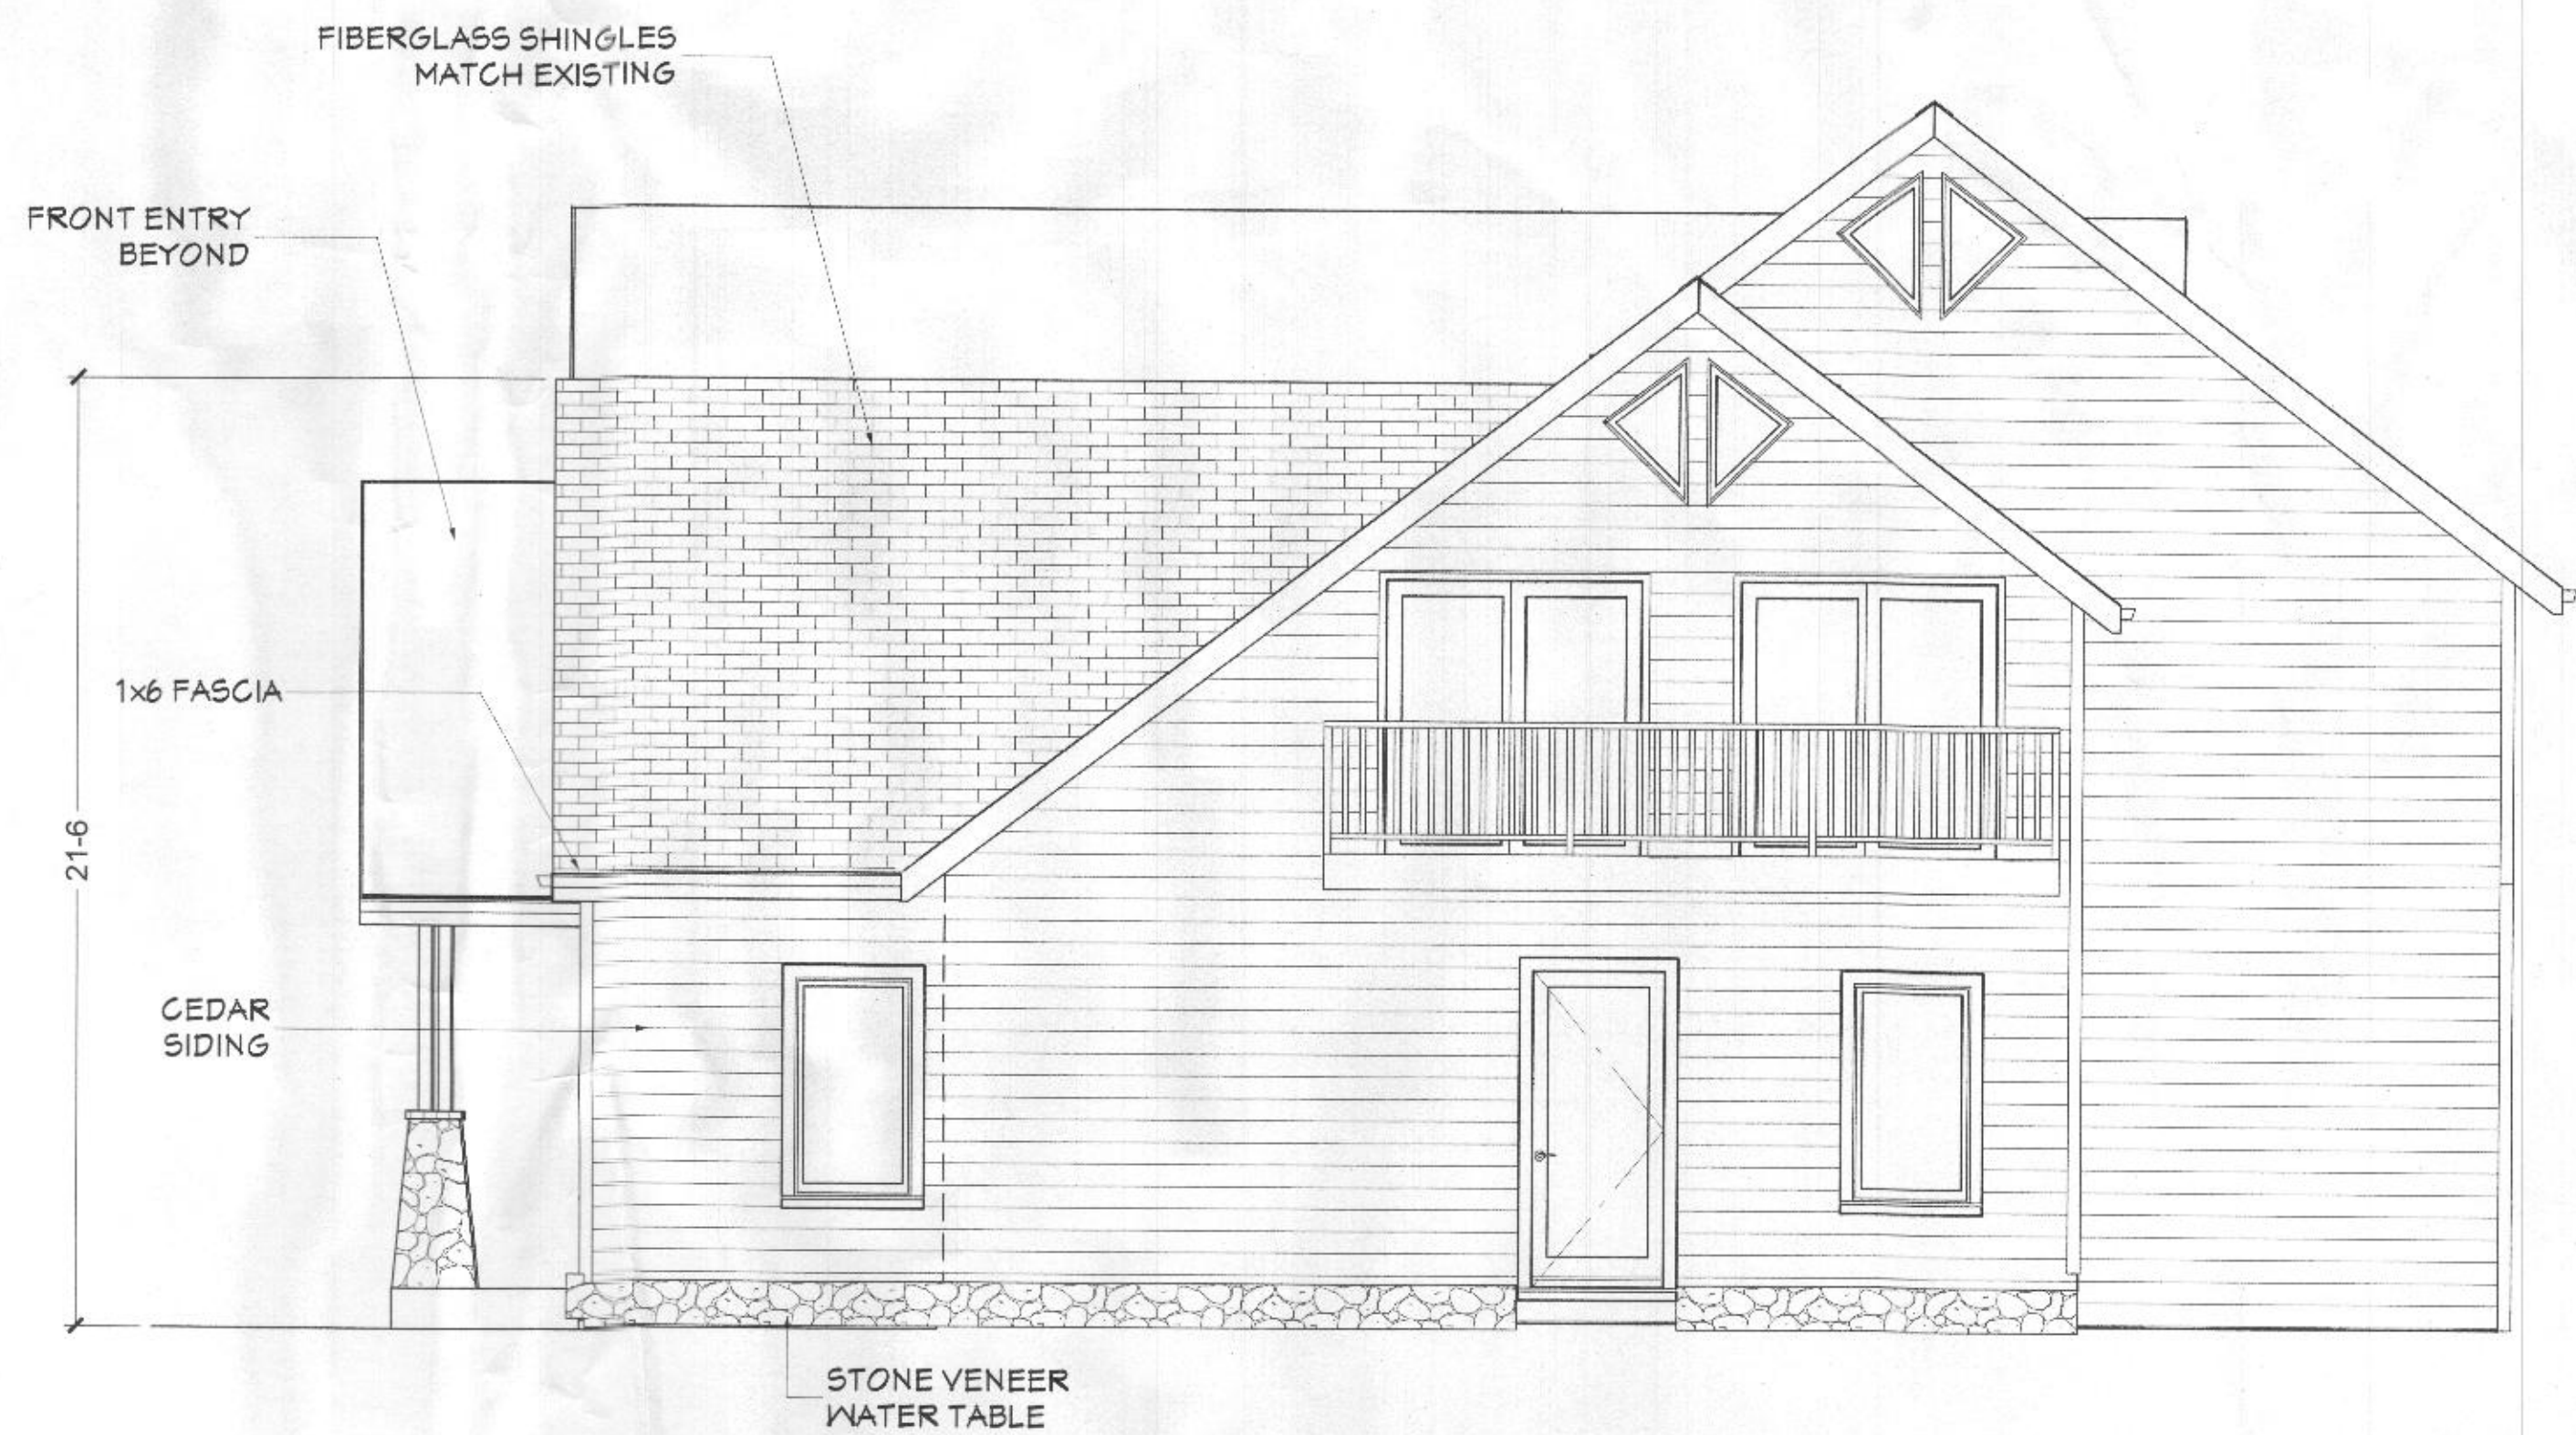 FIBERGLASS SHINGLES
MATCH EXISTING
FRONT ENTRY
BEYOND
1x6 FASCIA
21-6
CEDAR
SIDING
STONE VENEER
WATER TABLE